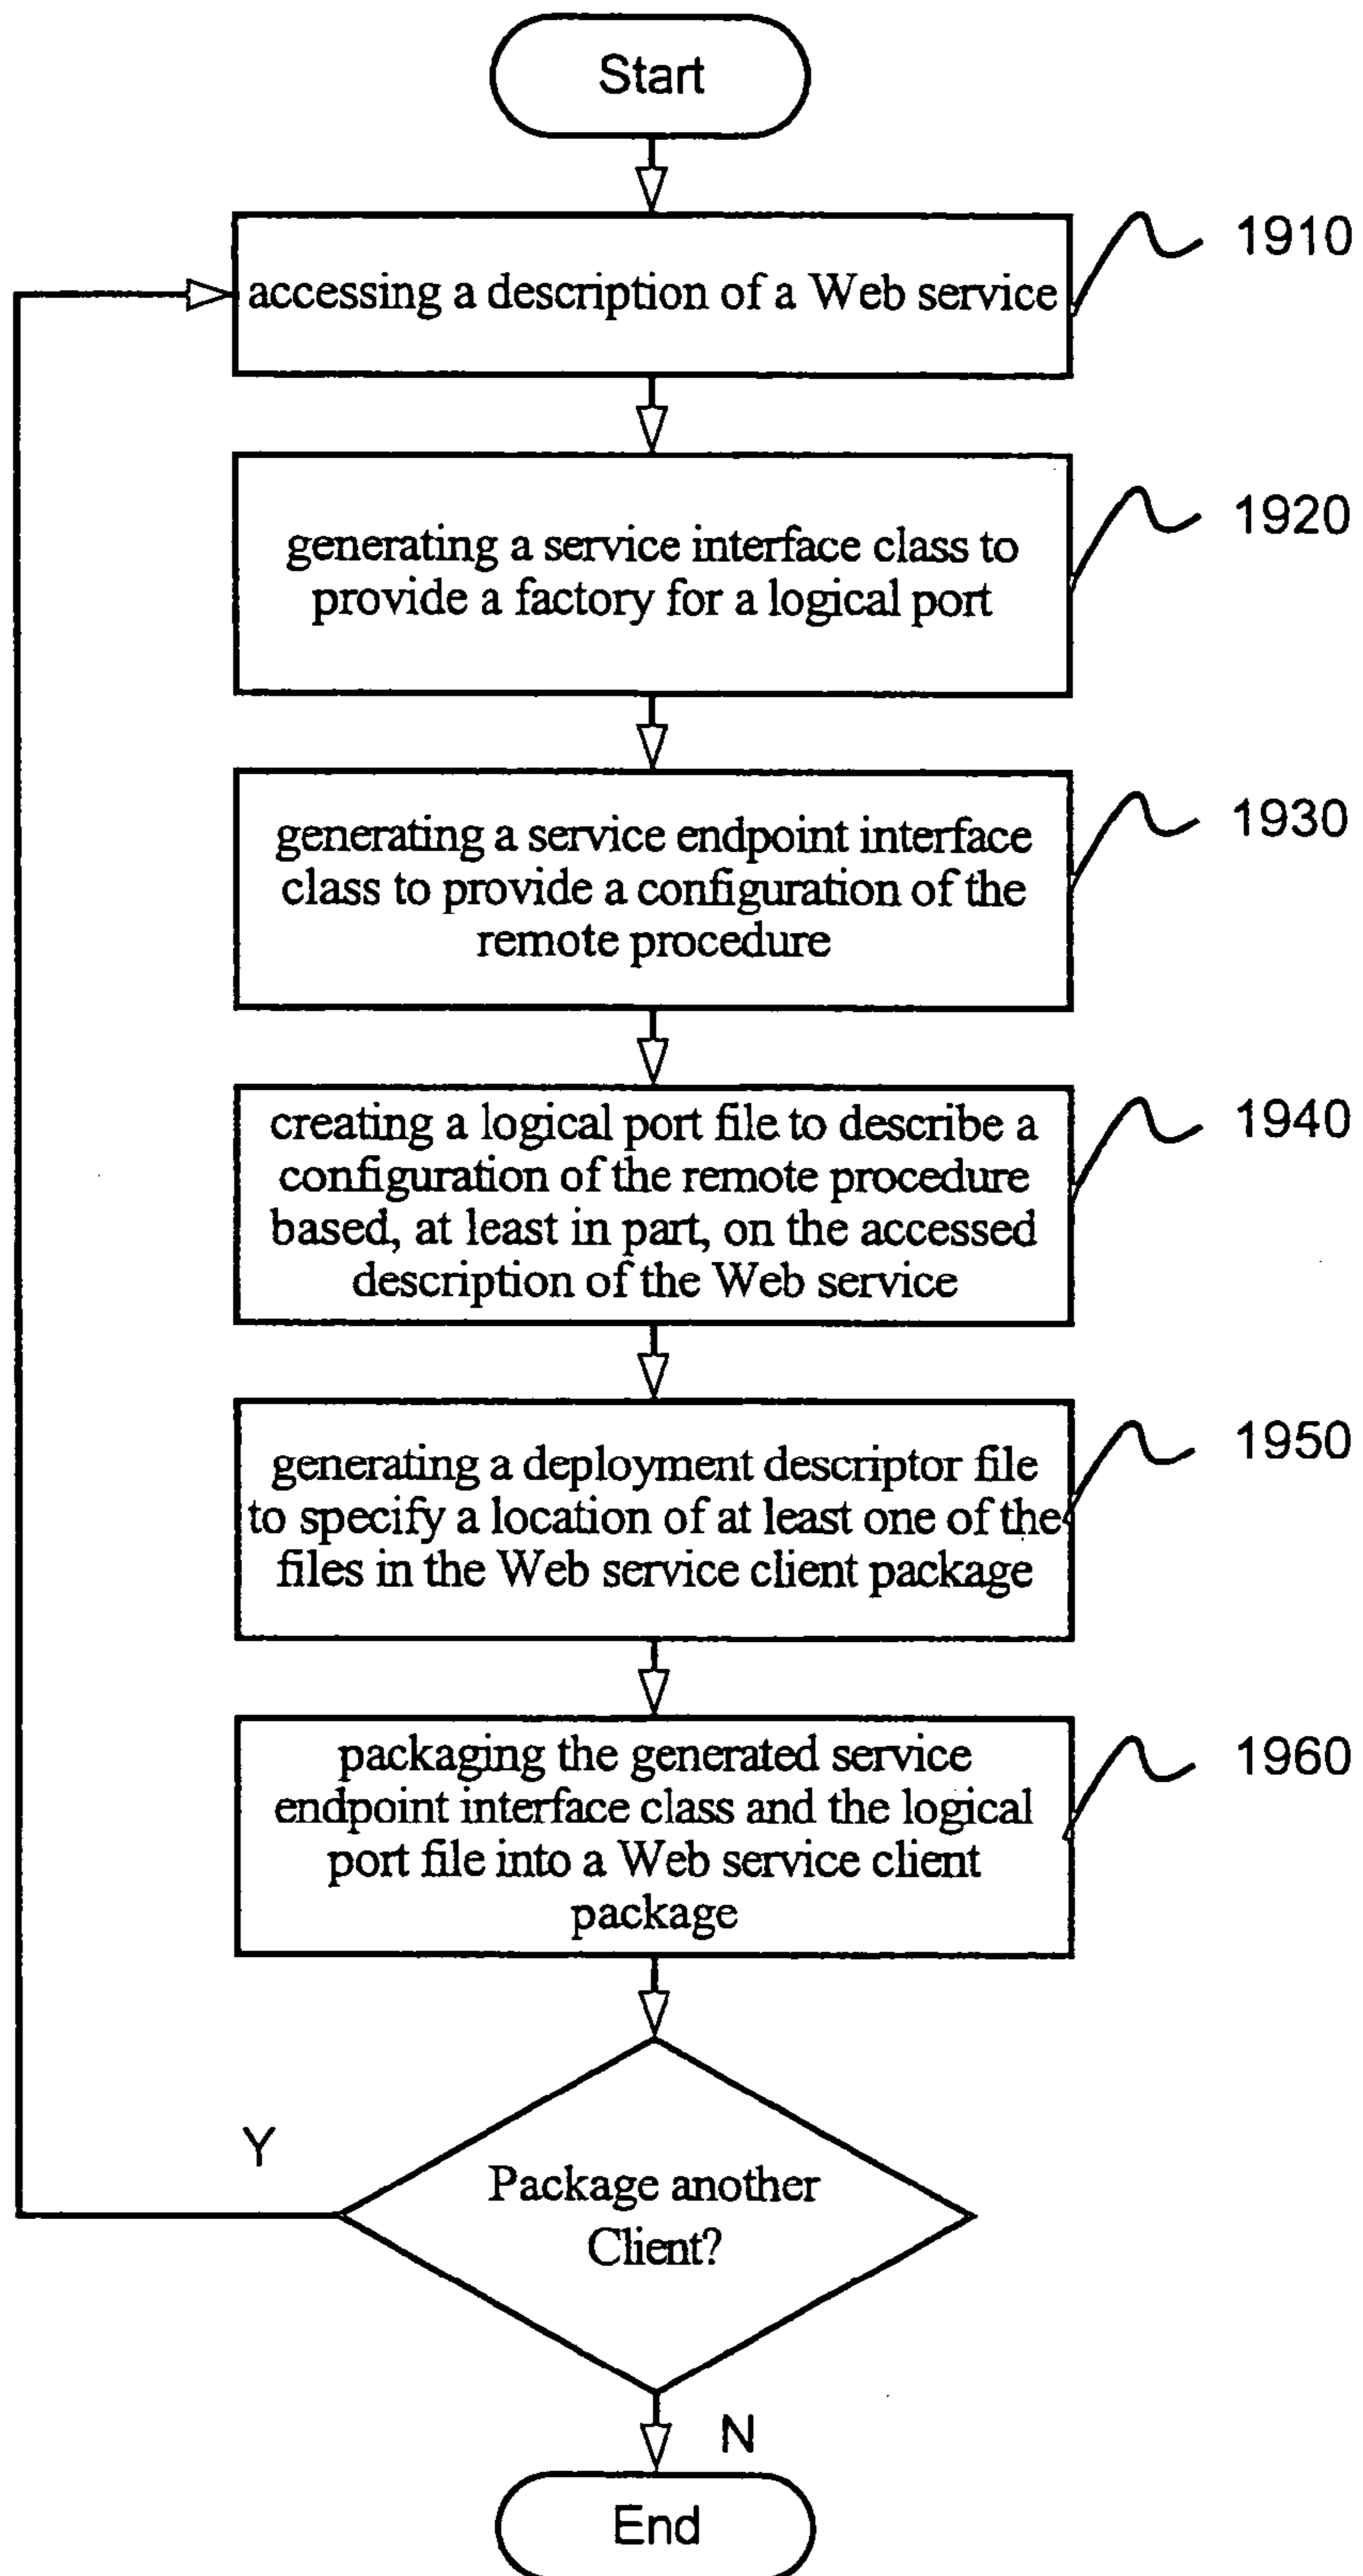 Start
accessing a description of a Web service
1910
generating a service interface class to
provide a factory for a logical port
1920
generating a service endpoint interface
class to provide a configuration of the
remote procedure
1930
creating a logical port file to describe a
configuration of the remote procedure
based, at least in part, on the accessed
description of the Web service
1940
generating a deployment descriptor file
to specify a location of at least one of the
files in the Web service client package
1950
packaging the generated service
endpoint interface class and the logical
port file into a Web service client
package
1960
Y
Package another
Client?
N
End